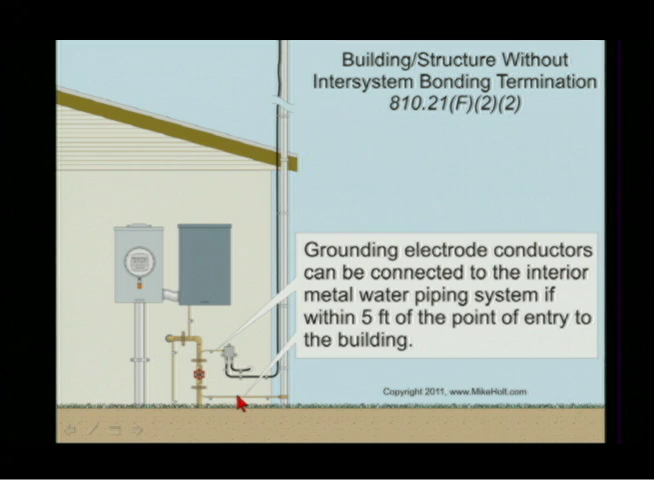 Building/Structure Without
Intersystem Bonding Termination
810.21(F)(2)(2)
Grounding electrode conductors
can be connected to the interior
metal water piping system if
within 5 ft of the point of entry to
the building.
Copyright 2011, www.MikeHolt.com